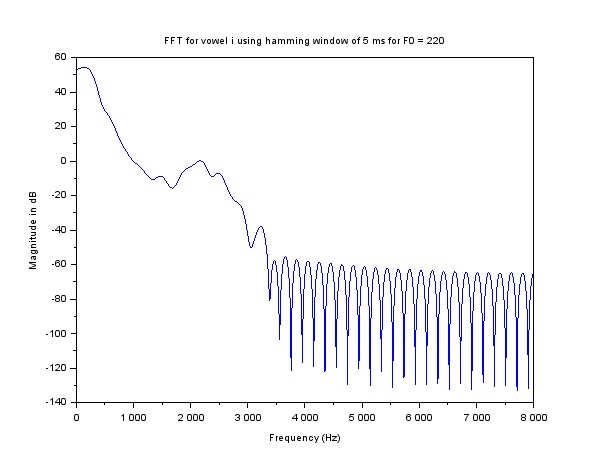 FFT for vowel i using hamming window of 5 ms for F0 = 220
60
40
20
0
-20
-40
-60
-80
-100
-120
-140
Magnitude in dB
0 1 000 2 000 3 000 4 000 5 000 6 000 7 000 8 000
Frequency (Hz)